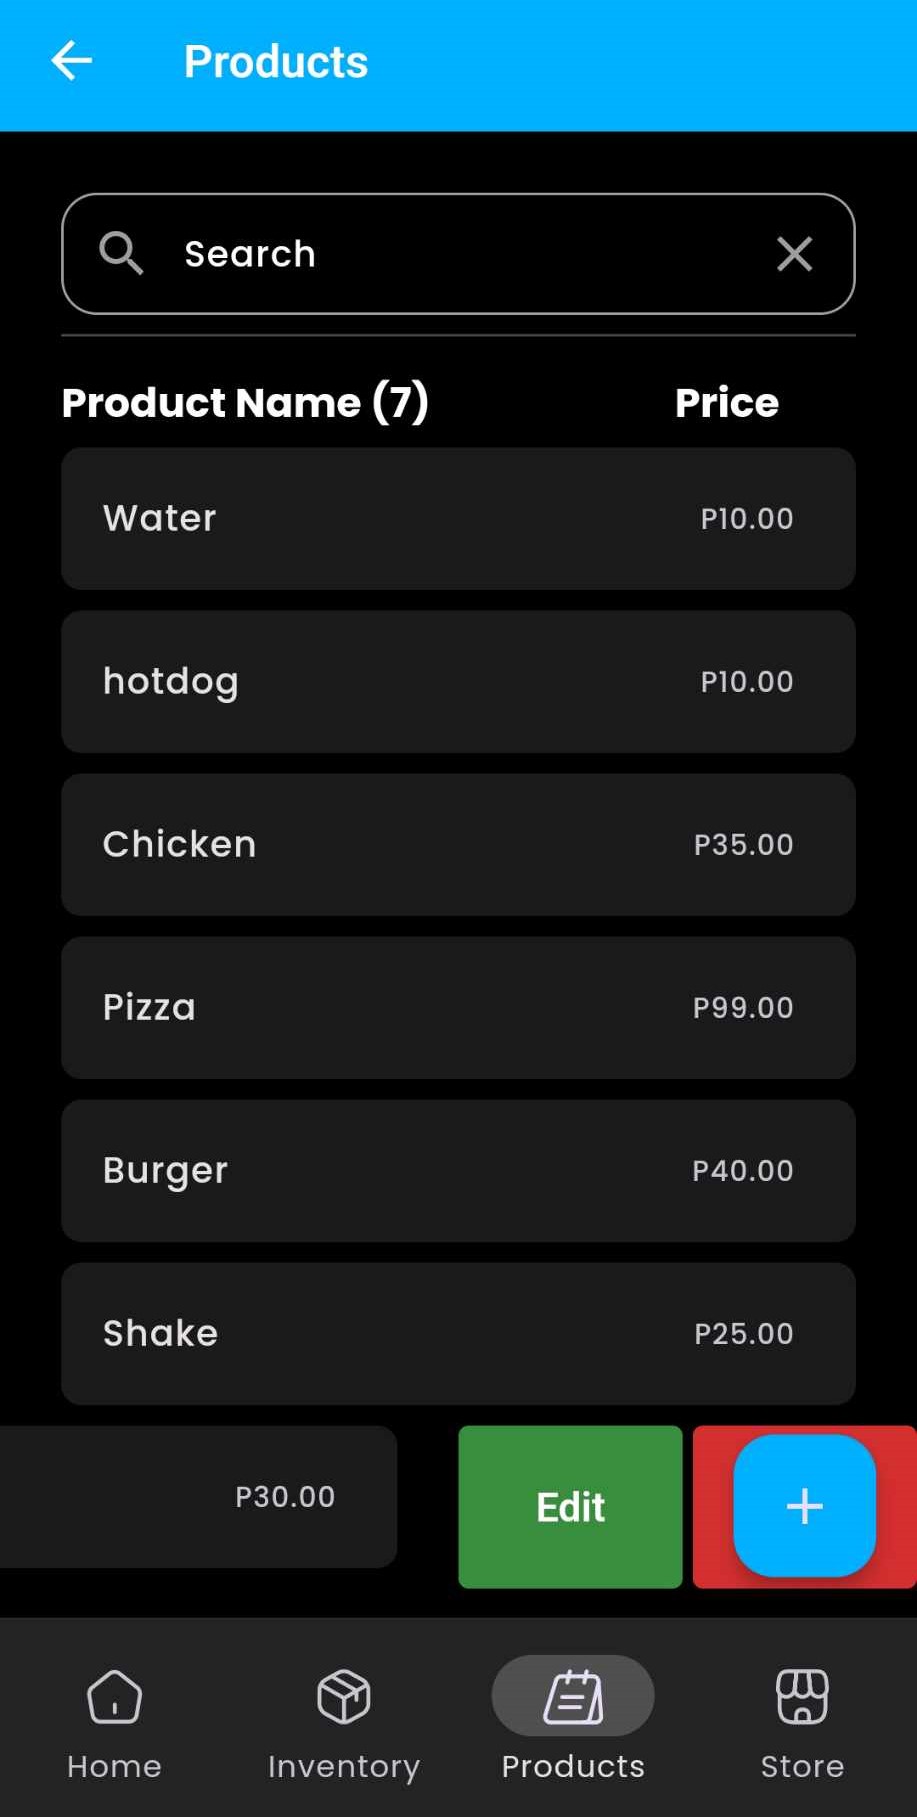 Products
Search
Product Name (7) Price
Water P10.00
hotdog P10.00
Chicken P35.00
Pizza P99.00
Burger P40.00
Shake P25.00
P30.00 Edit
Home Inventory Products Store